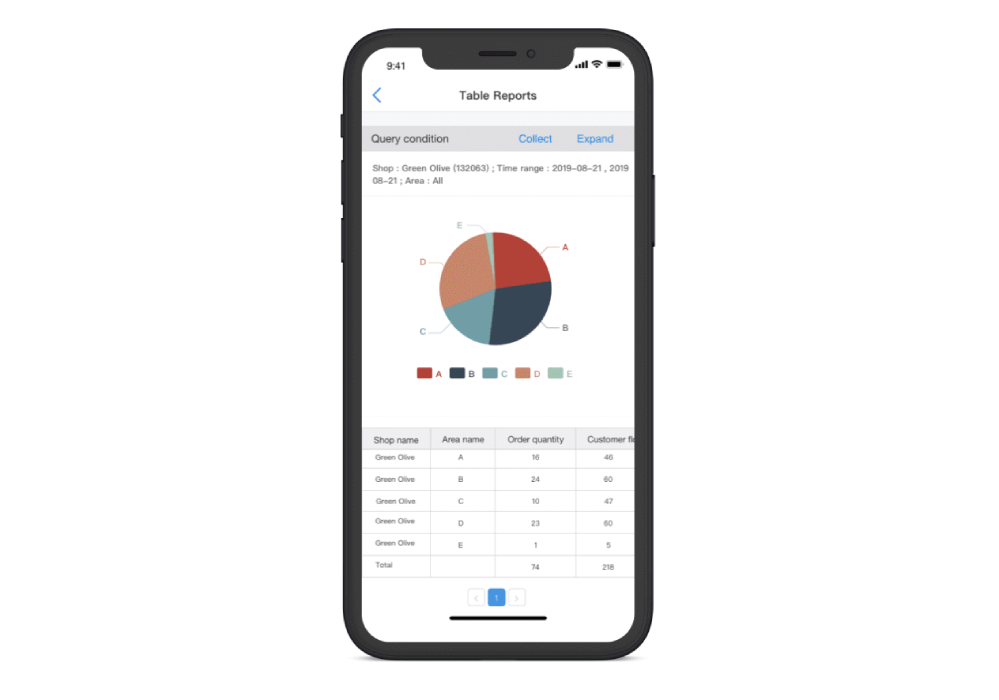 9:41
Table Reports
Query condition Collect Expand
Shop : Green Olive (132063) ; Time range : 2019-08-21 , 2019
08-21 ; Area : All
E
A
D
B
C
A B C D E
Shop name Area name Order quantity Customer fl
Green Olive A 16 46
Green Olive B 24 60
Green Olive C 10 47
Green Olive D 23 60
Green Olive E 1 5
Total 74 218
< 1 >